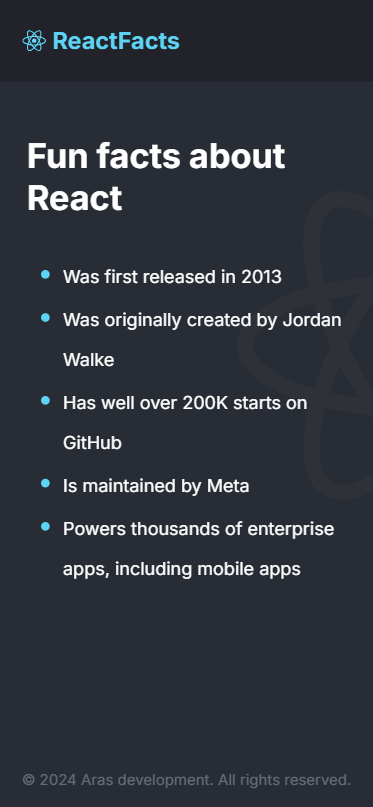 ReactFacts
Fun facts about
React
Was first released in 2013
Was originally created by Jordan
Walke
Has well over 200K starts on
GitHub
Is maintained by Meta
Powers thousands of enterprise
apps, including mobile apps
© 2024 Aras development. All rights reserved.